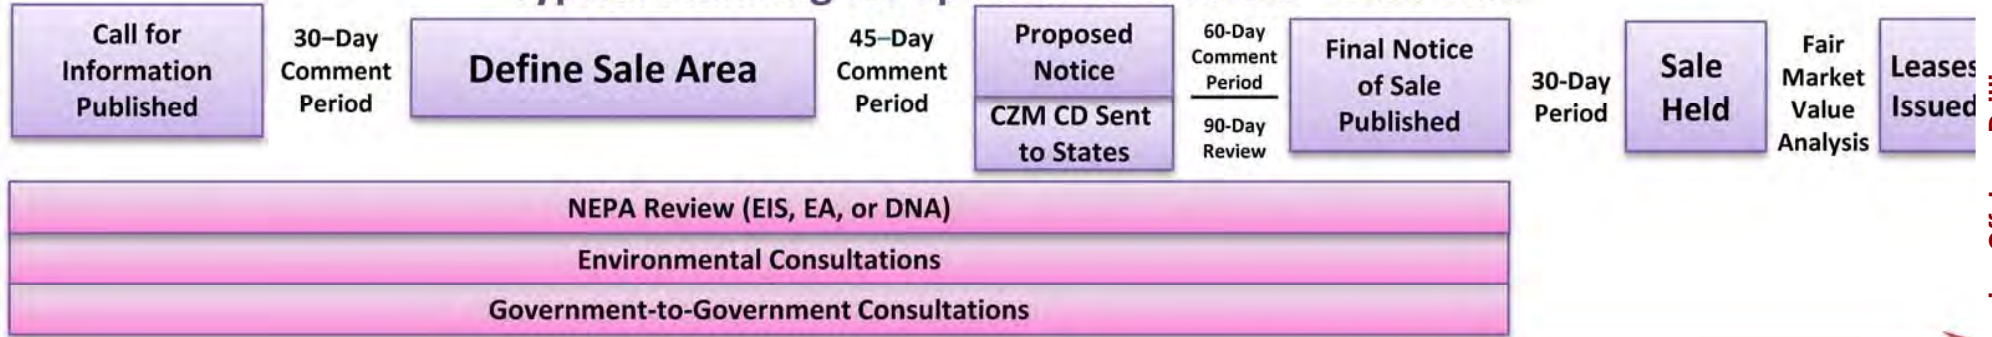 Call for
Information
Published
30–Day
Comment
Period
Define Sale Area
45–Day
Comment
Period
Proposed
Notice
CZM CD Sent
to States
60-Day
Comment
Period
90-Day
Review
Final Notice
of Sale
Published
30-Day
Period
Sale
Held
Fair
Market
Value
Analysis
Leases
Issued
NEPA Review (EIS, EA, or DNA)
Environmental Consultations
Government-to-Government Consultations